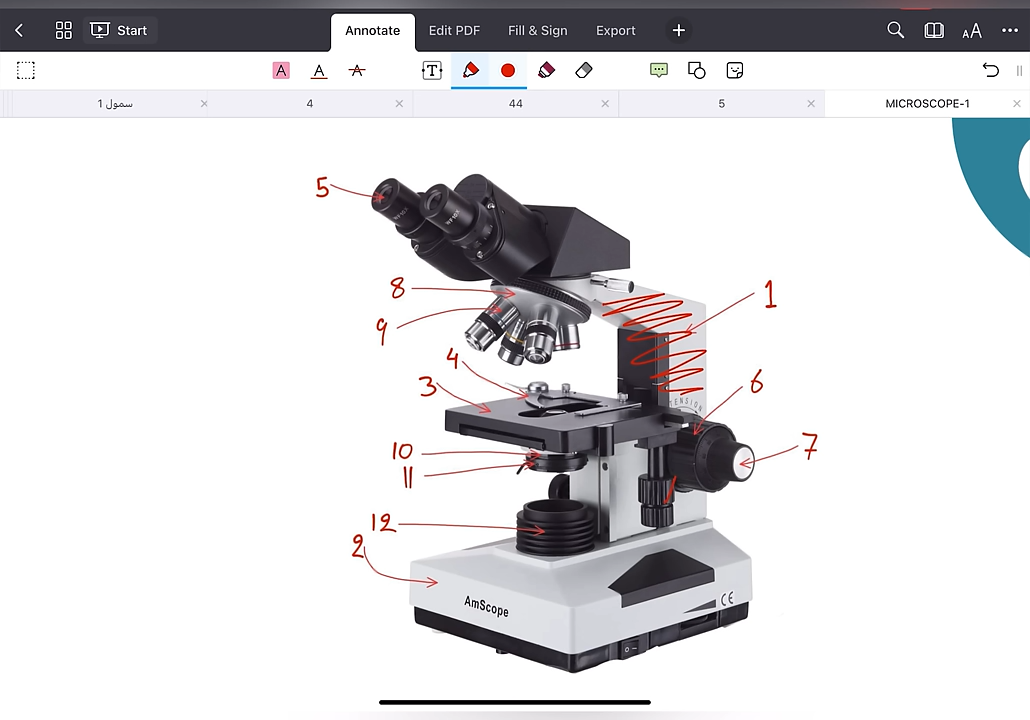 Start
Annotate
Edit PDF
Fill & Sign
Export
سمول 1
4
44
5
MICROSCOPE-1
5
8
9
4
3
10
11
12
2
1
6
7
WF10X
TENSION
AmScope
CE